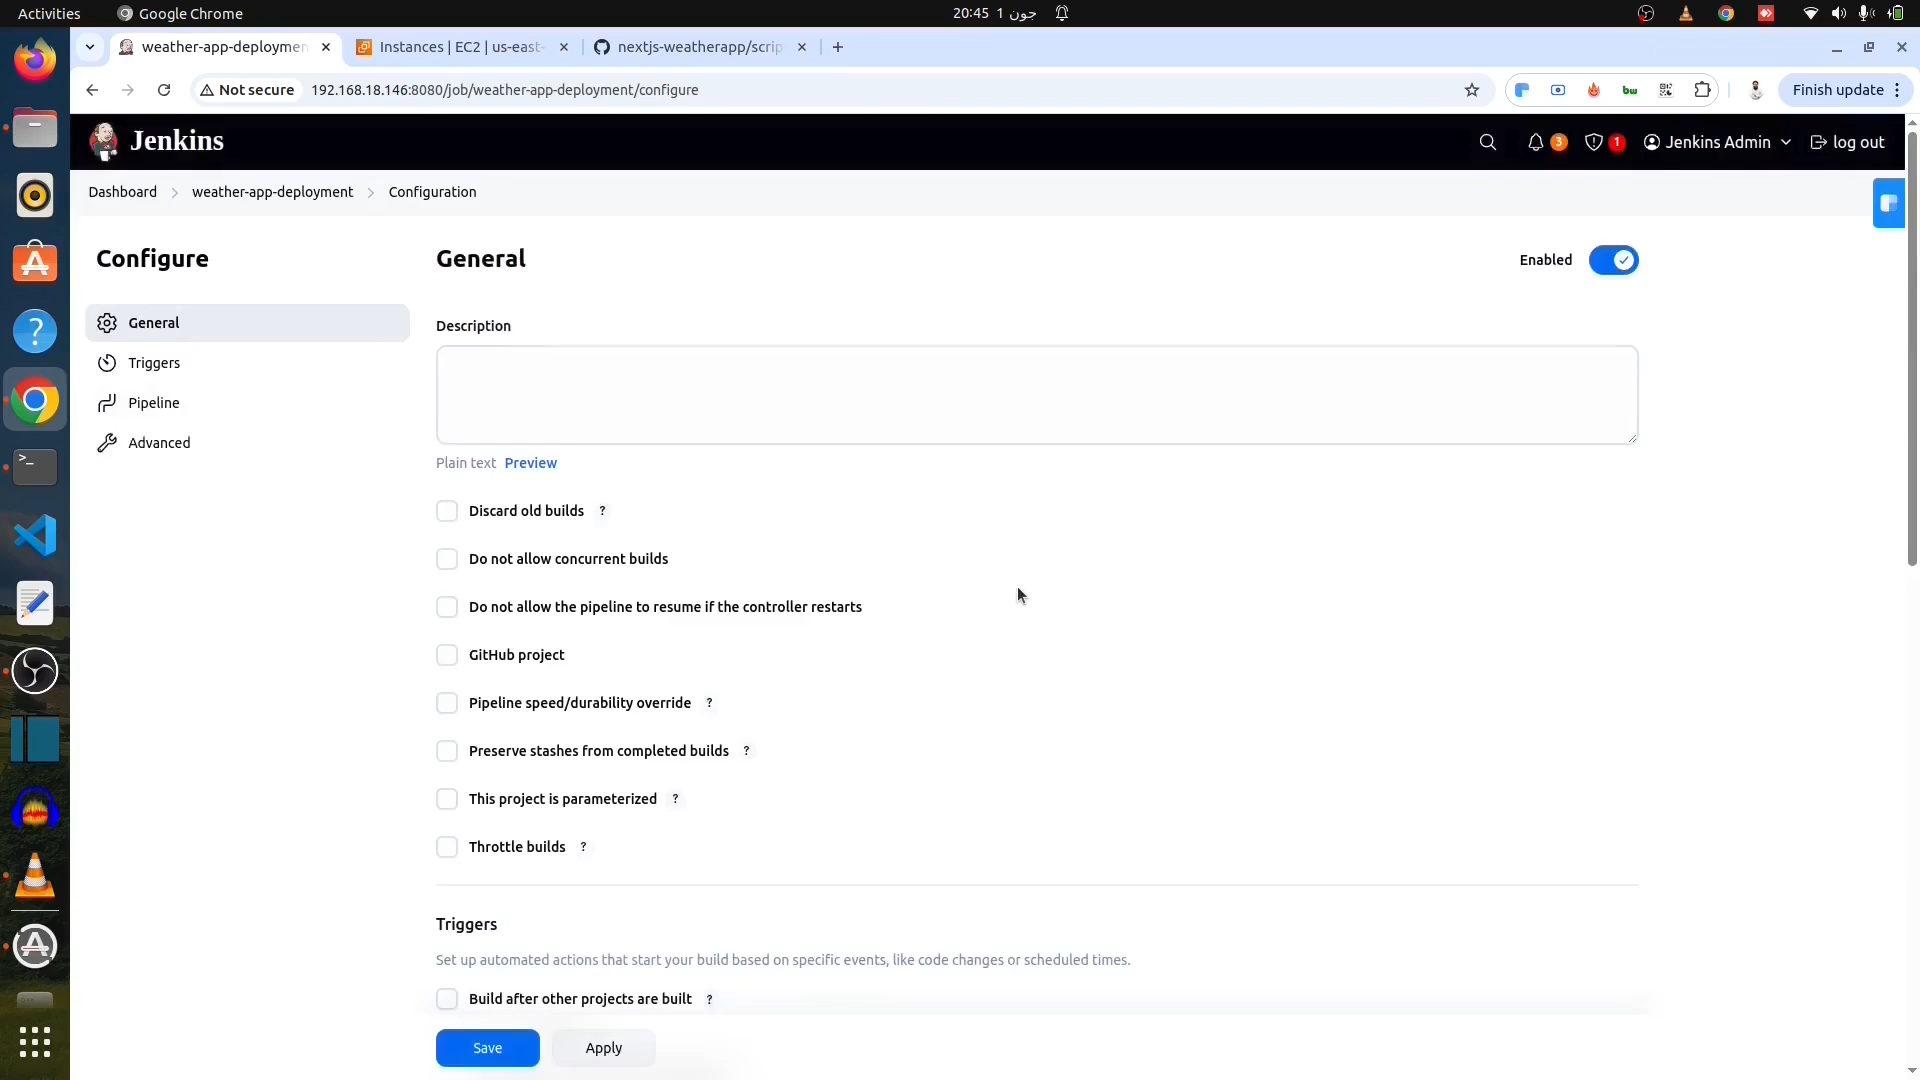 Activities
Google Chrome
20:45 1 جون
weather-app-deploymen
Instances | EC2 | us-east-
nextjs-weatherapp/scrip
Not secure
192.168.18.146:8080/job/weather-app-deployment/configure
Finish update
Jenkins
3
1
Jenkins Admin
log out
Dashboard
weather-app-deployment
Configuration
Configure
General
Triggers
Pipeline
Advanced
General
Enabled
Description
Plain text Preview
Discard old builds ?
Do not allow concurrent builds
Do not allow the pipeline to resume if the controller restarts
GitHub project
Pipeline speed/durability override ?
Preserve stashes from completed builds ?
This project is parameterized ?
Throttle builds ?
Triggers
Set up automated actions that start your build based on specific events, like code changes or scheduled times.
Build after other projects are built ?
Save
Apply